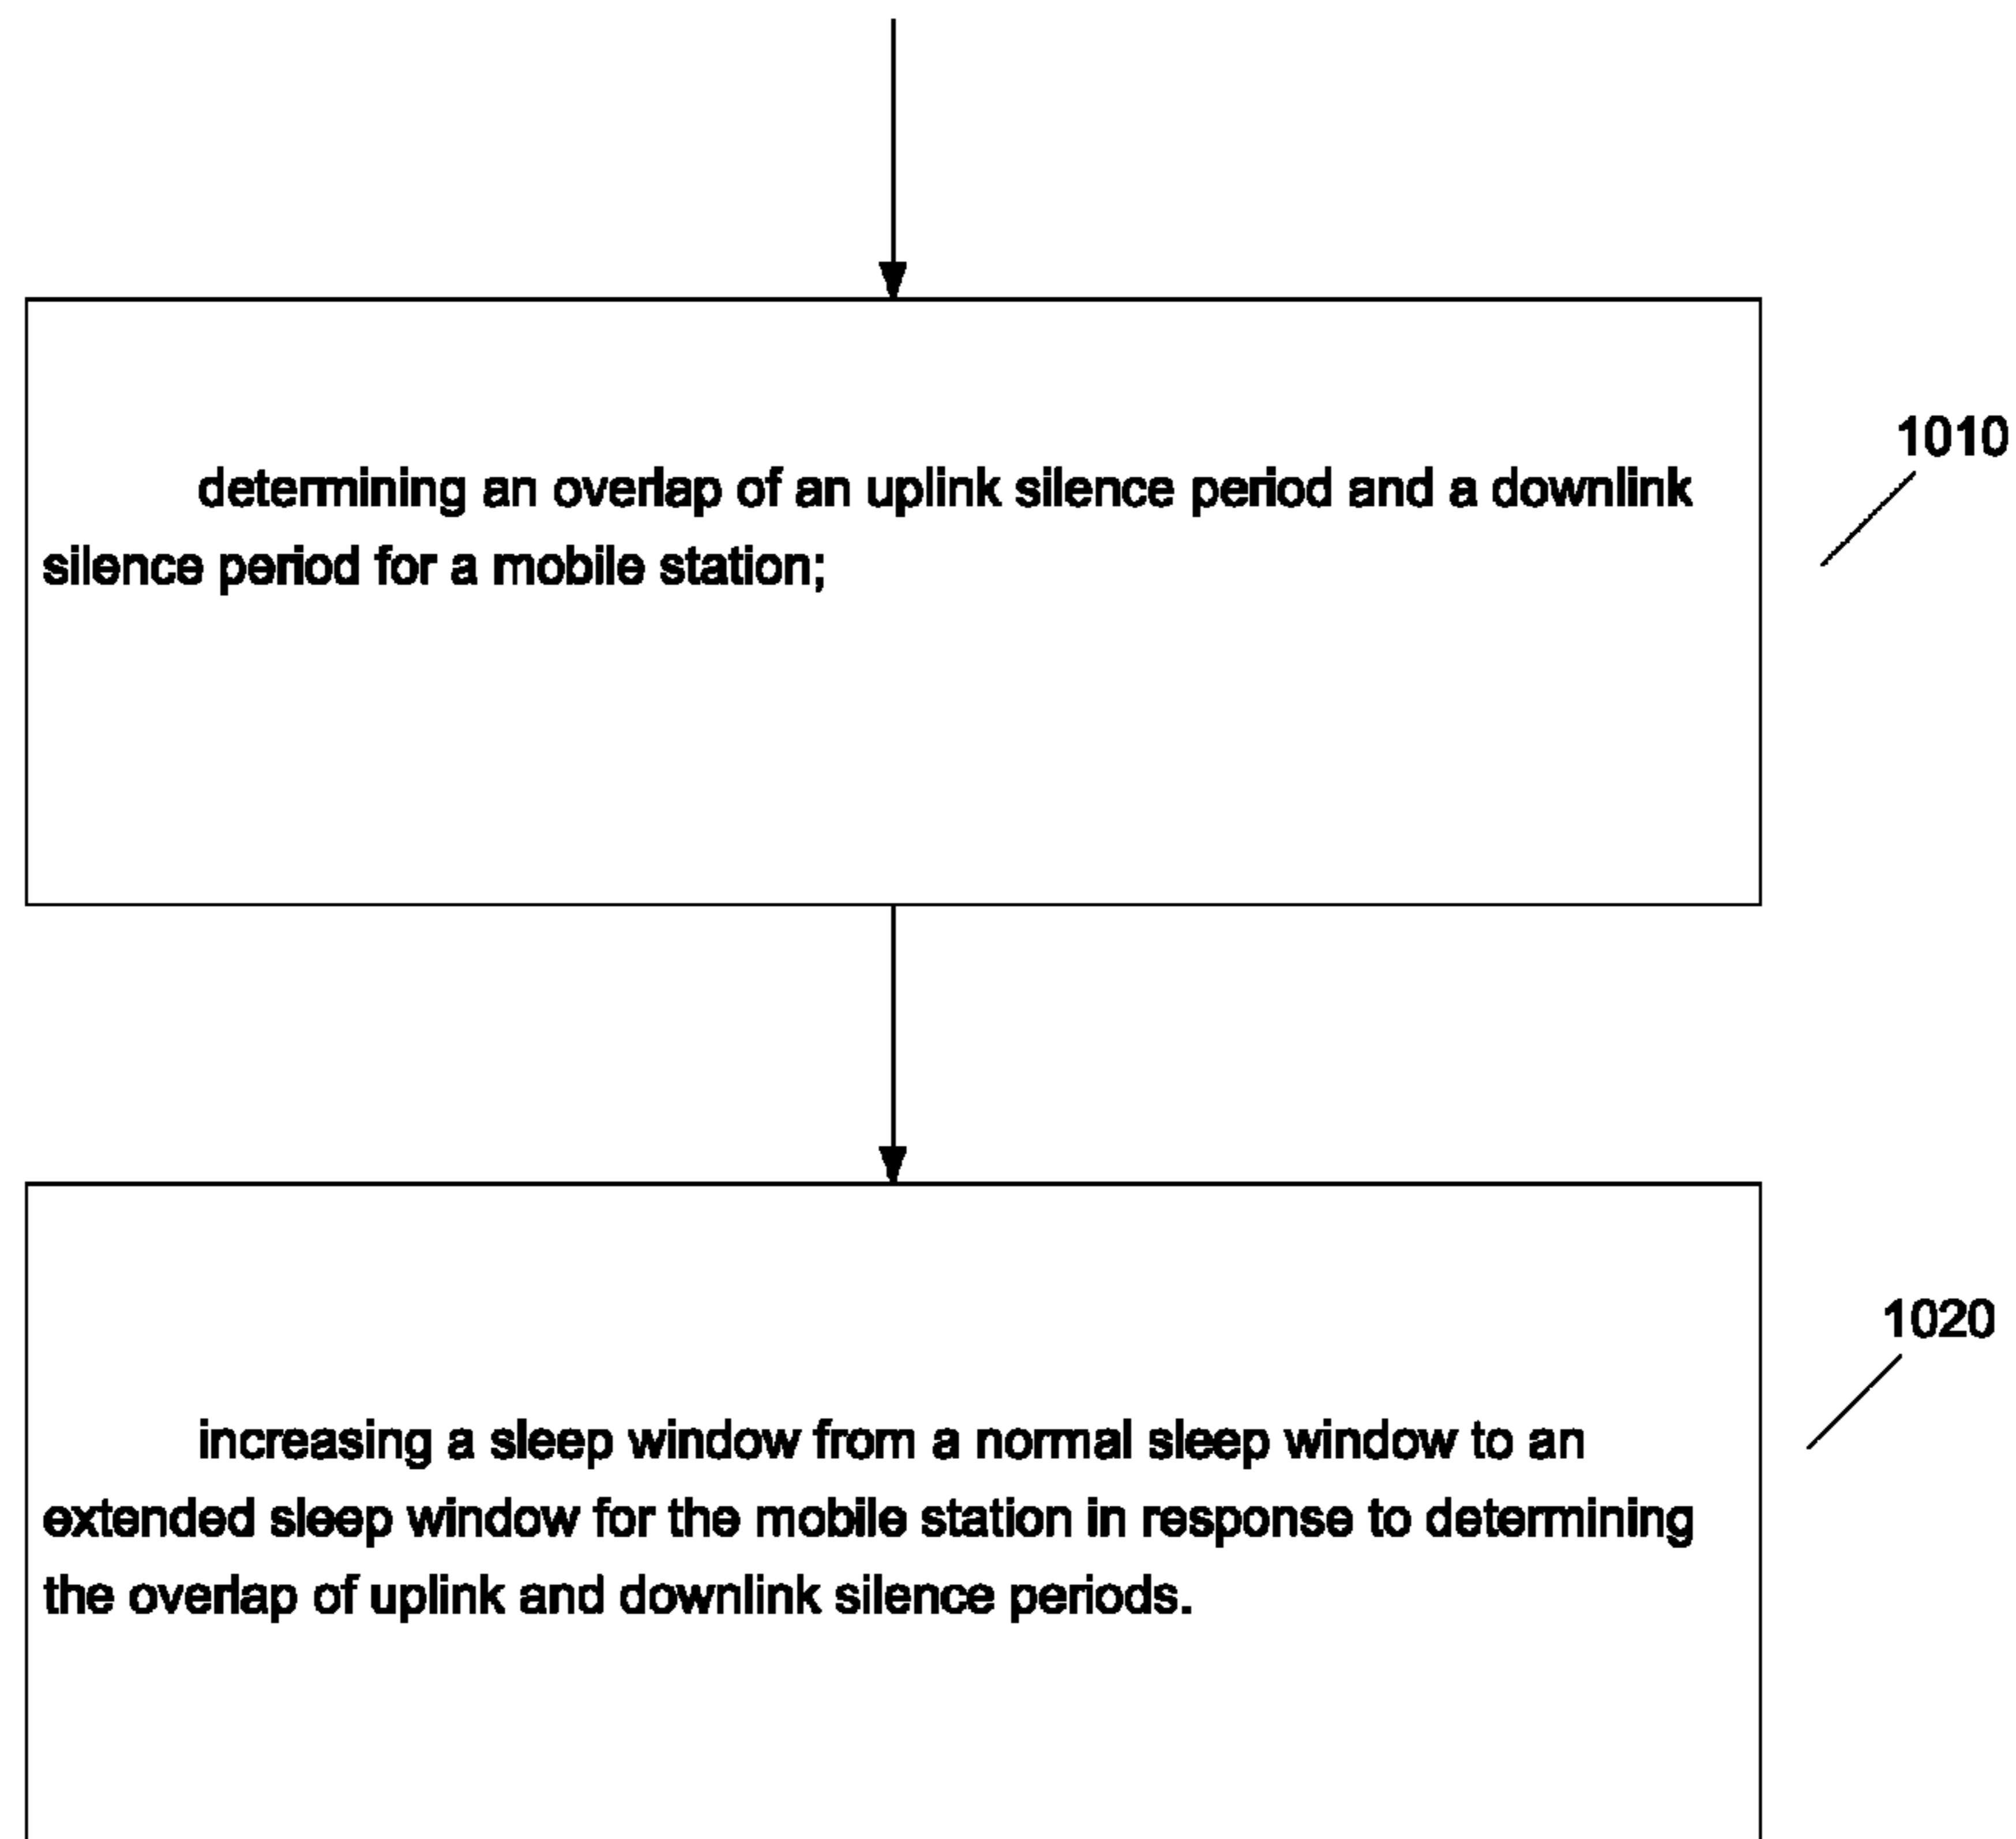 determining an overlap of an uplink silence period and a downlink
silence period for a mobile station;
1010
increasing a sleep window from a normal sleep window to an
extended sleep window for the mobile station in response to determining
the overlap of uplink and downlink silence periods.
1020